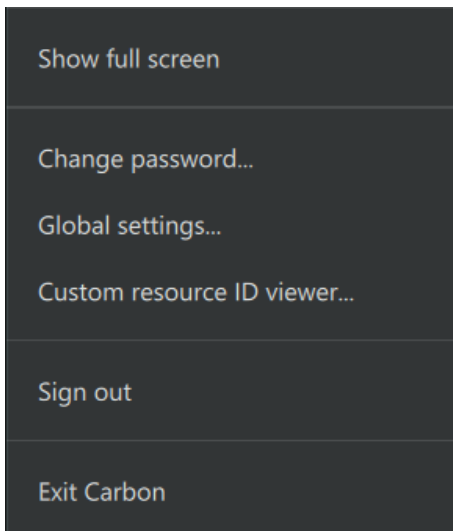 Show full screen
Change password...
Global settings...
Custom resource ID viewer...
Sign out
Exit Carbon